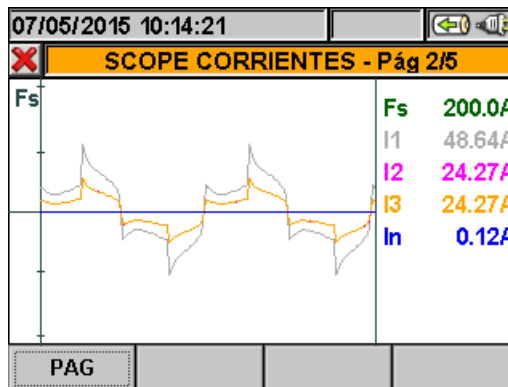 07/05/2015 10:14:21
SCOPE CORRIENTES - Pág 2/5
Fs
Fs 200.0A
I1 48.64A
I2 24.27A
I3 24.27A
In 0.12A
PAG